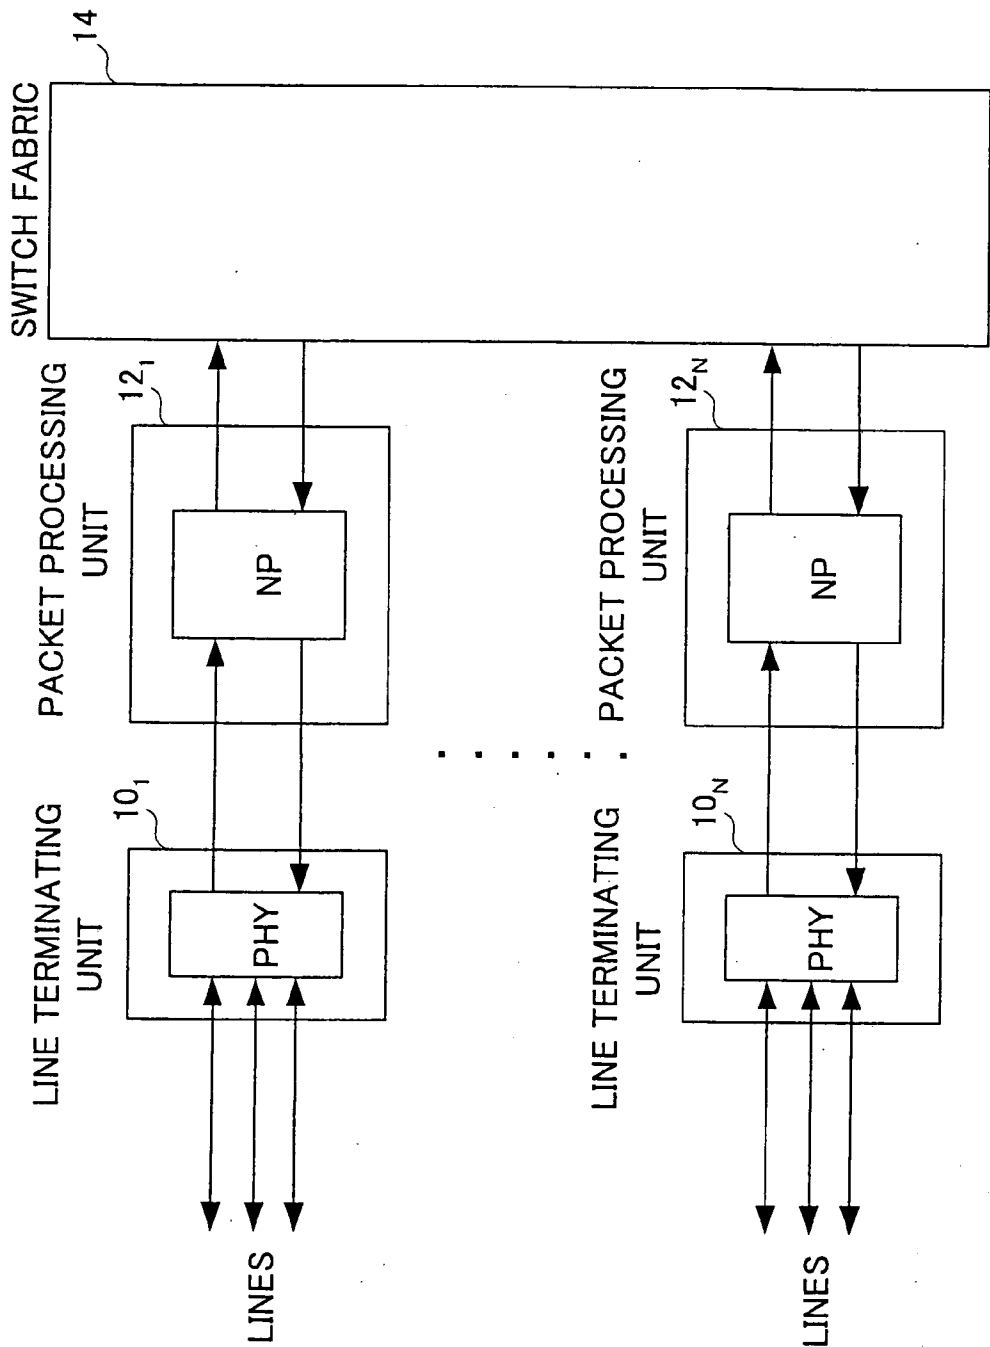 SWITCH FABRIC
14
PACKET PROCESSING
UNIT
12₁
NP
LINE TERMINATING
UNIT
10₁
PHY
LINES
PACKET PROCESSING
UNIT
12N
NP
LINE TERMINATING
UNIT
10N
PHY
LINES